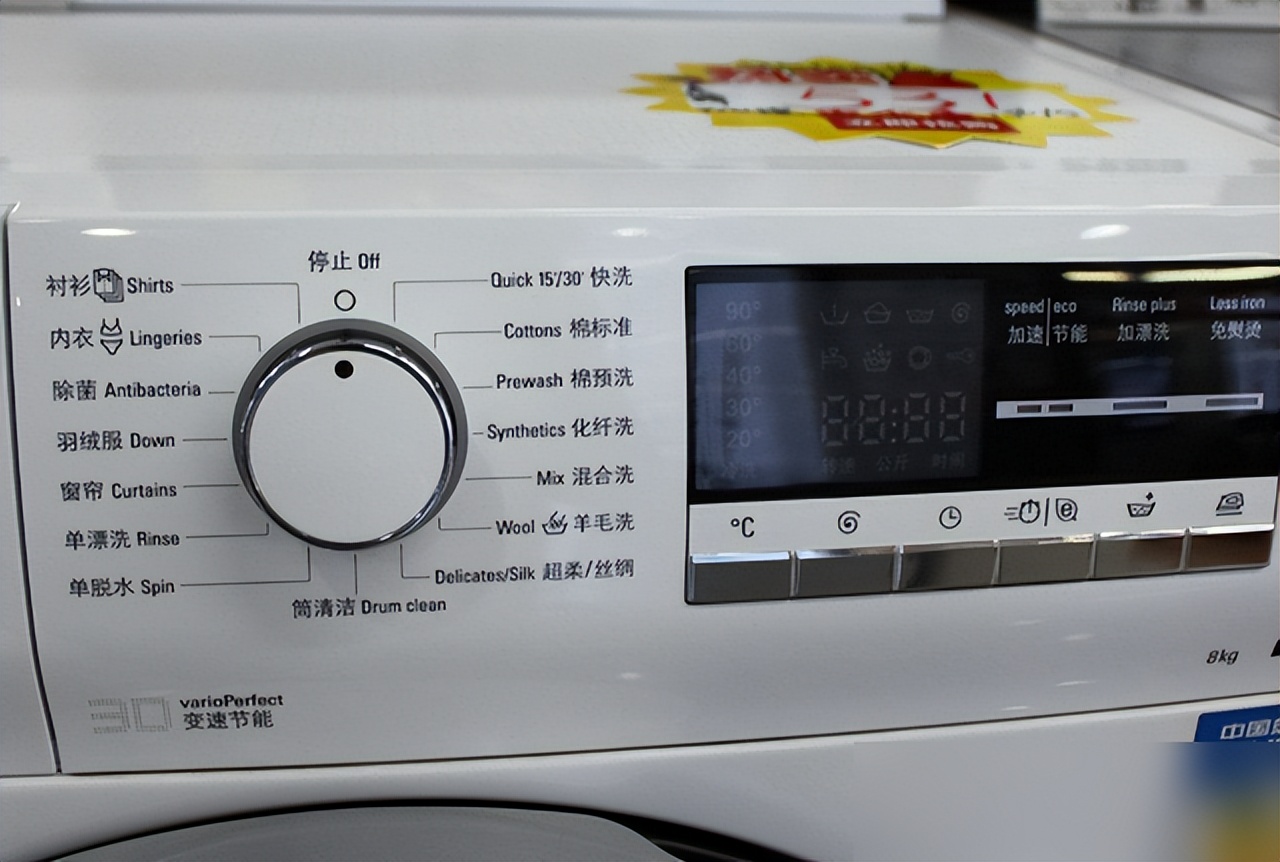 停止 Off
衬衫 Shirts
内衣 Lingeries
除菌 Antibacteria
羽绒服 Down
窗帘 Curtains
单漂洗 Rinse
单脱水 Spin
筒清洁 Drum clean
Quick 15'/30' 快洗
Cottons 棉标准
Prewash 棉预洗
Synthetics 化纤洗
Mix 混合洗
Wool 羊毛洗
Delicates/Silk 超柔/丝绸
varioPerfect
变速节能
90°
60°
40°
30°
20°
88:88
speed|eco Rinse plus Less iron
加速|节能 加漂洗 免熨烫
°C
8kg
中国